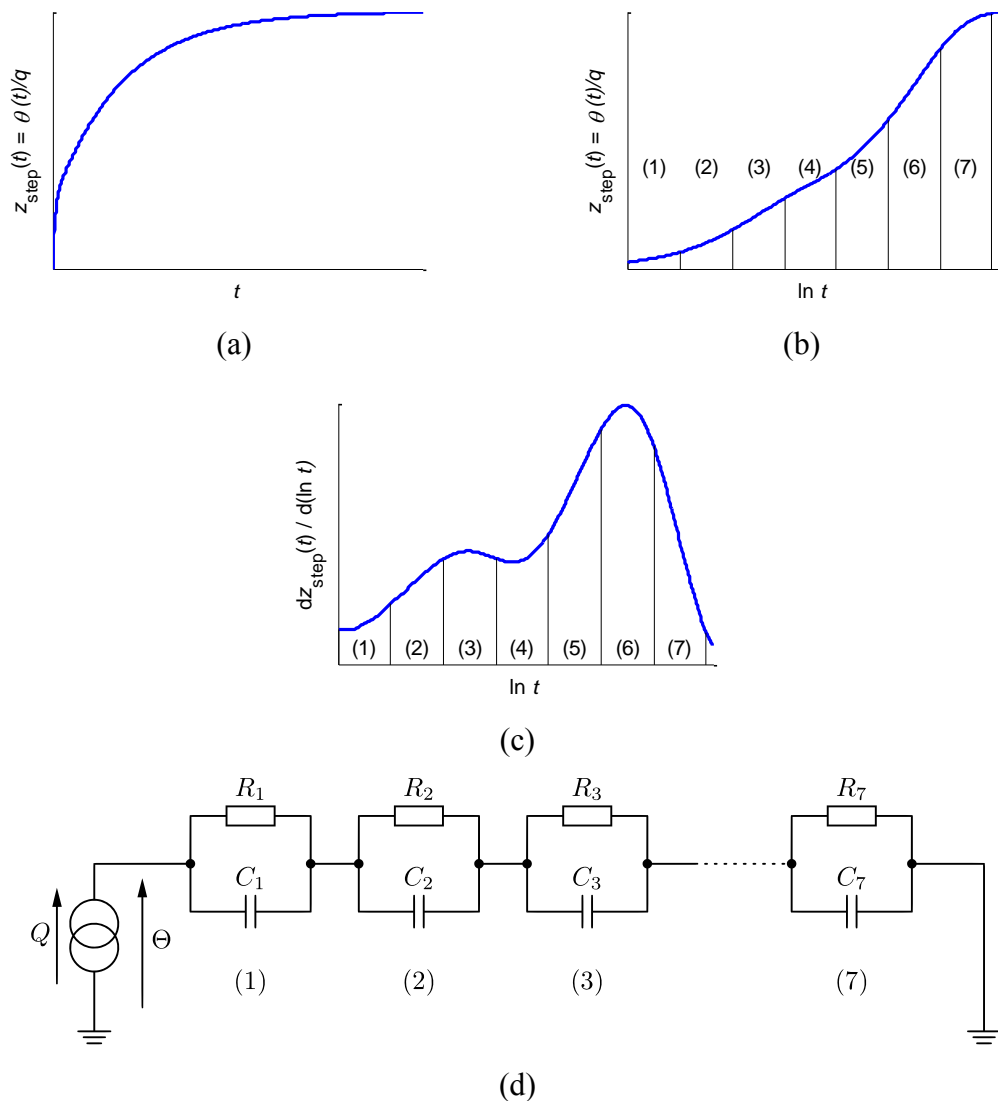 z_step(t) = θ(t)/q
t
(a)
z_step(t) = θ(t)/q
(1) (2) (3) (4) (5) (6) (7)
ln t
(b)
dz_step(t) / d(ln t)
(1) (2) (3) (4) (5) (6) (7)
ln t
(c)
R₁ R₂ R₃ R₇
C₁ C₂ C₃ C₇
Q Θ
(1) (2) (3) (7)
(d)